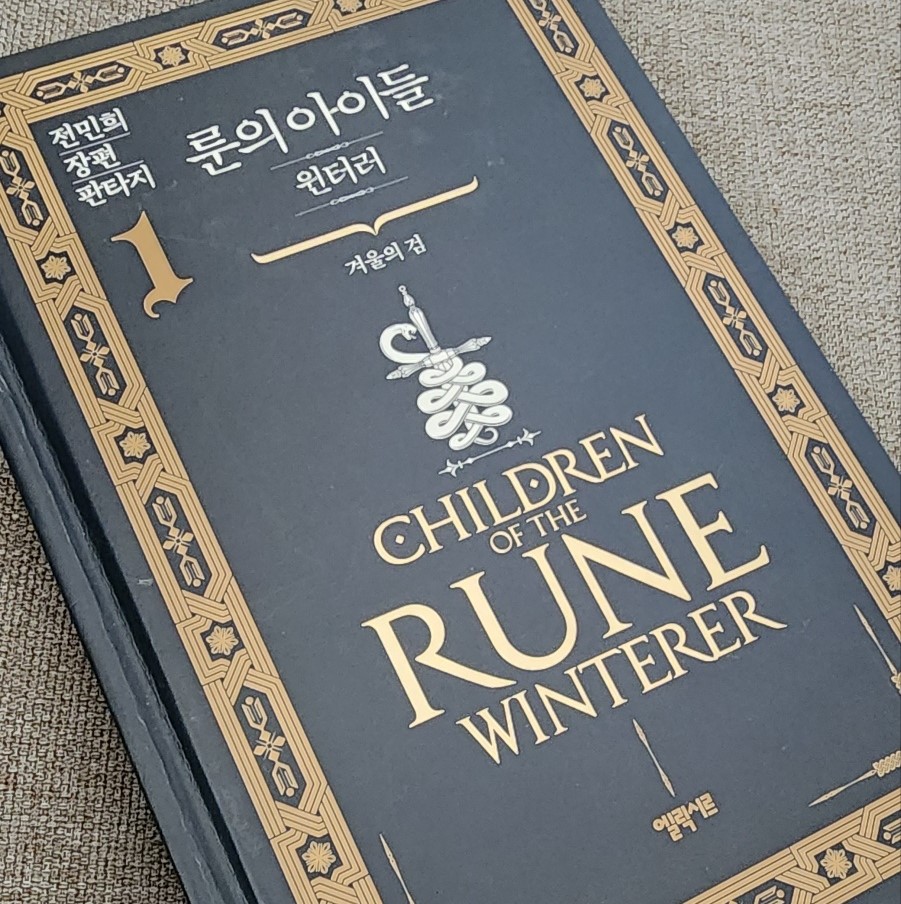 전민희
장편
판타지
1
룬의 아이들
윈터러
겨울의 검
CHILDREN
OF THE
RUNE
WINTERER
엘릭시르